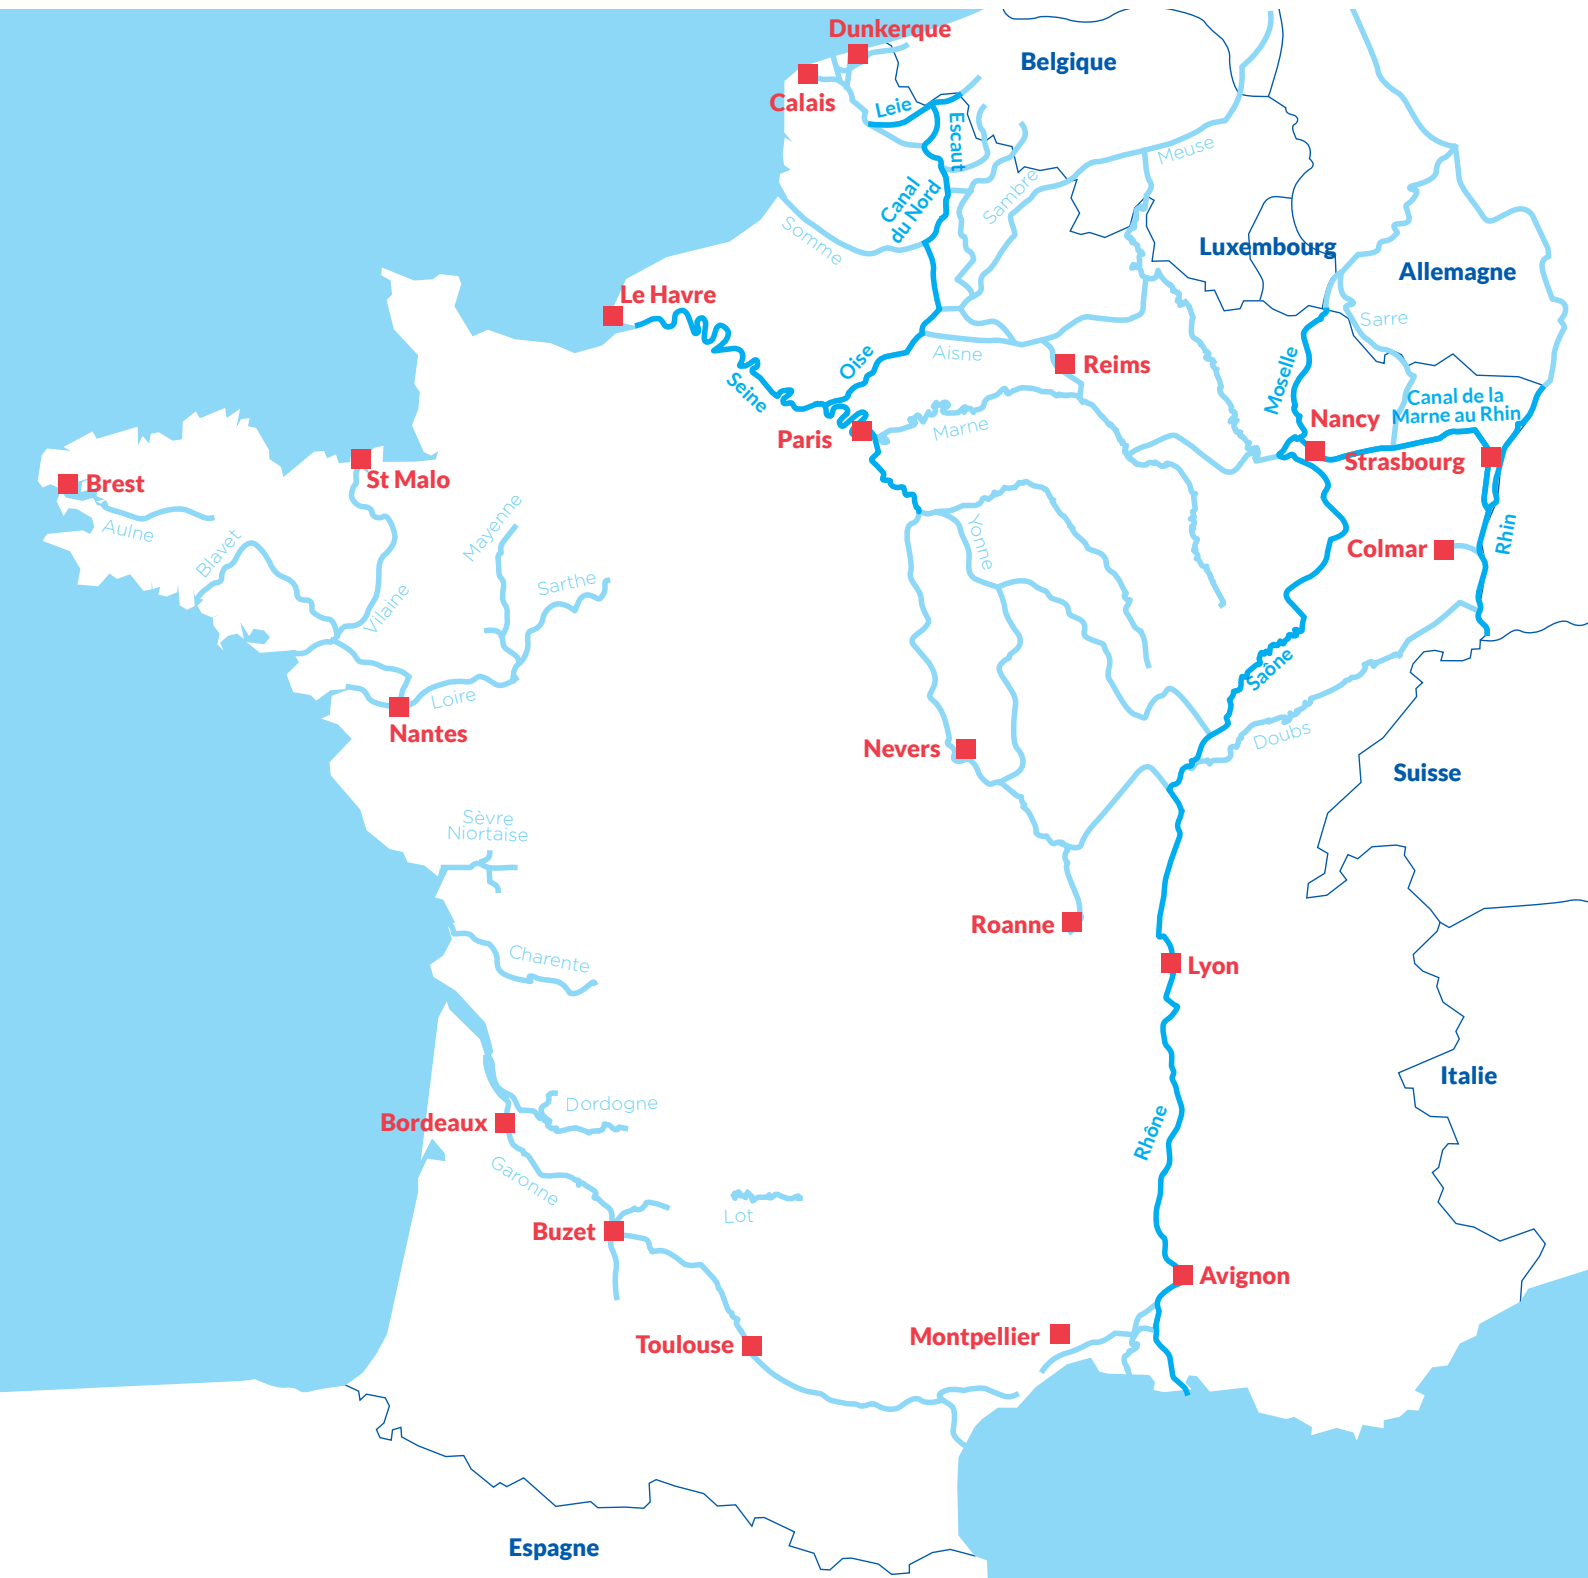 Dunkerque
Belgique
Calais
Leie
Escaut
Meuse
Canal
du Nord
Sambre
Somme
Luxembourg
Allemagne
Le Havre
Sarre
Oise
Aisne
Reims
Seine
Moselle
Canal de la
Marne au Rhin
Paris
Marne
Nancy
Strasbourg
Brest
St Malo
Aulne
Blavet
Mayenne
Yonne
Colmar
Rhin
Vilaine
Sarthe
Saône
Loire
Nantes
Nevers
Doubs
Suisse
Sèvre
Niortaise
Roanne
Charente
Lyon
Italie
Dordogne
Bordeaux
Rhône
Garonne
Lot
Buzet
Avignon
Toulouse
Montpellier
Espagne